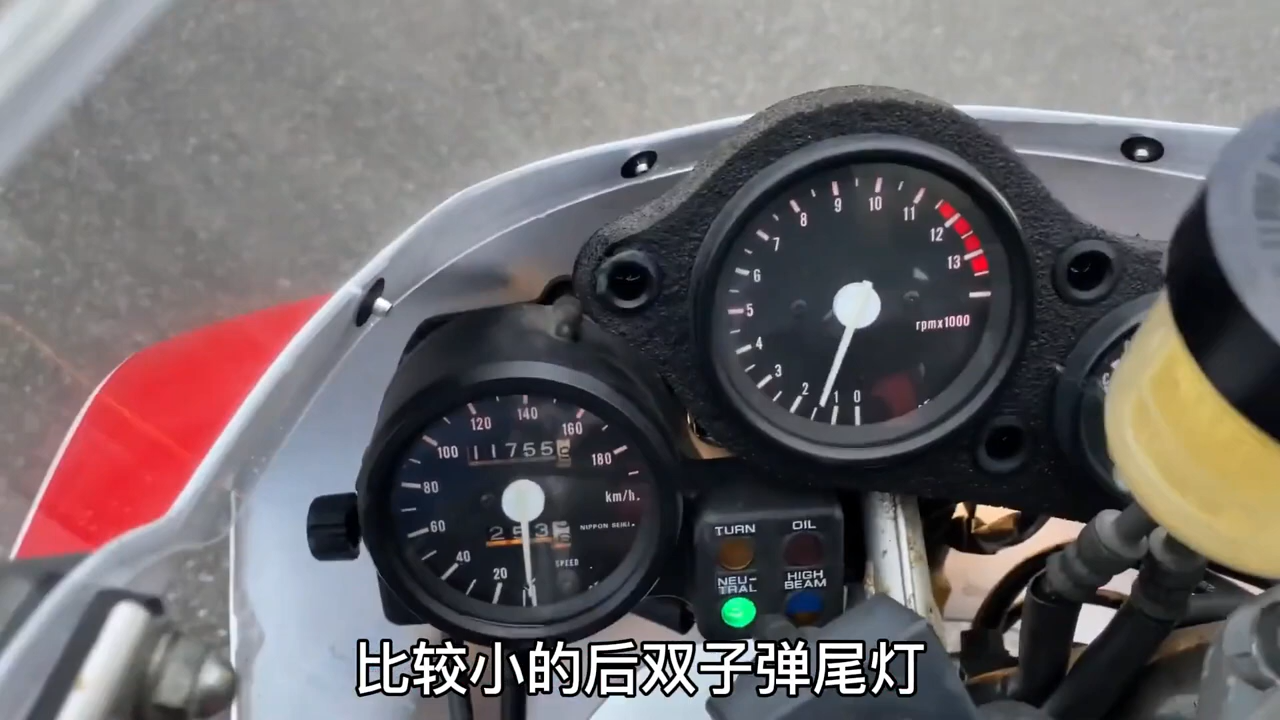 0
1
2
3
4
5
6
7
8
9
10
11
12
13
rpmx1000
20
40
60
80
100
120
140
160
180
11755
km/h.
253
NIPPON SEIKI
SPEED
TURN OIL
NEU-
TRAL
HIGH
BEAM
比较小的后双子弹尾灯